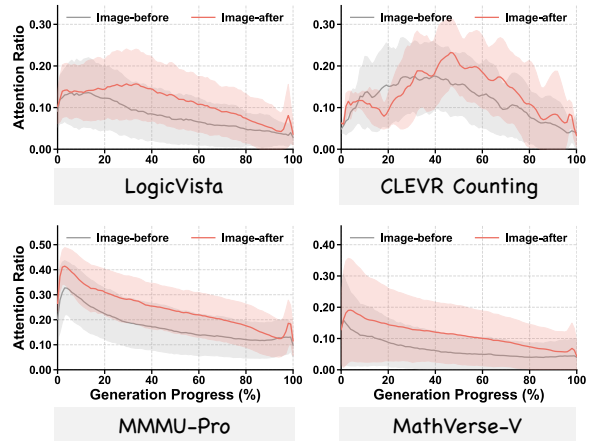 Image-before Image-after
Attention Ratio
0.30
0.20
0.10
0.00
0 20 40 60 80 100
LogicVista
Image-before Image-after
0.30
0.20
0.10
0.00
0 20 40 60 80 100
CLEVR Counting
Image-before Image-after
Attention Ratio
0.50
0.40
0.30
0.20
0.10
0.00
0 20 40 60 80 100
Generation Progress (%)
MMMU-Pro
Image-before Image-after
0.40
0.30
0.20
0.10
0.00
0 20 40 60 80 100
Generation Progress (%)
MathVerse-V